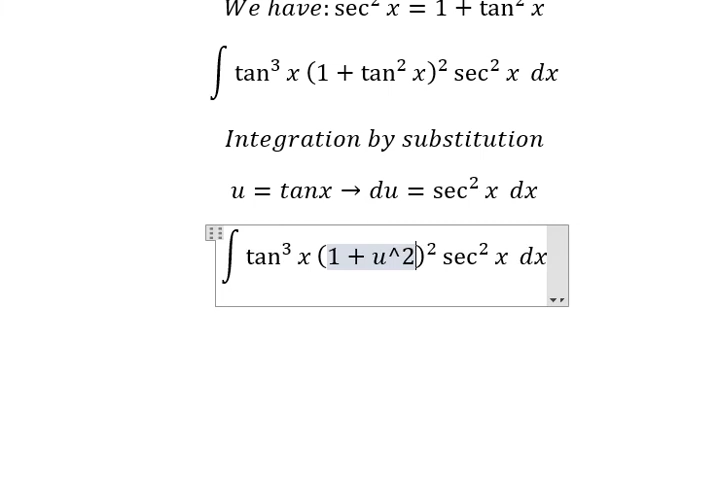 We have: sec² x = 1 + tan² x
∫ tan³ x (1 + tan² x)² sec² x dx
Integration by substitution
u = tanx → du = sec² x dx
∫ tan³ x (1 + u^2)² sec² x dx